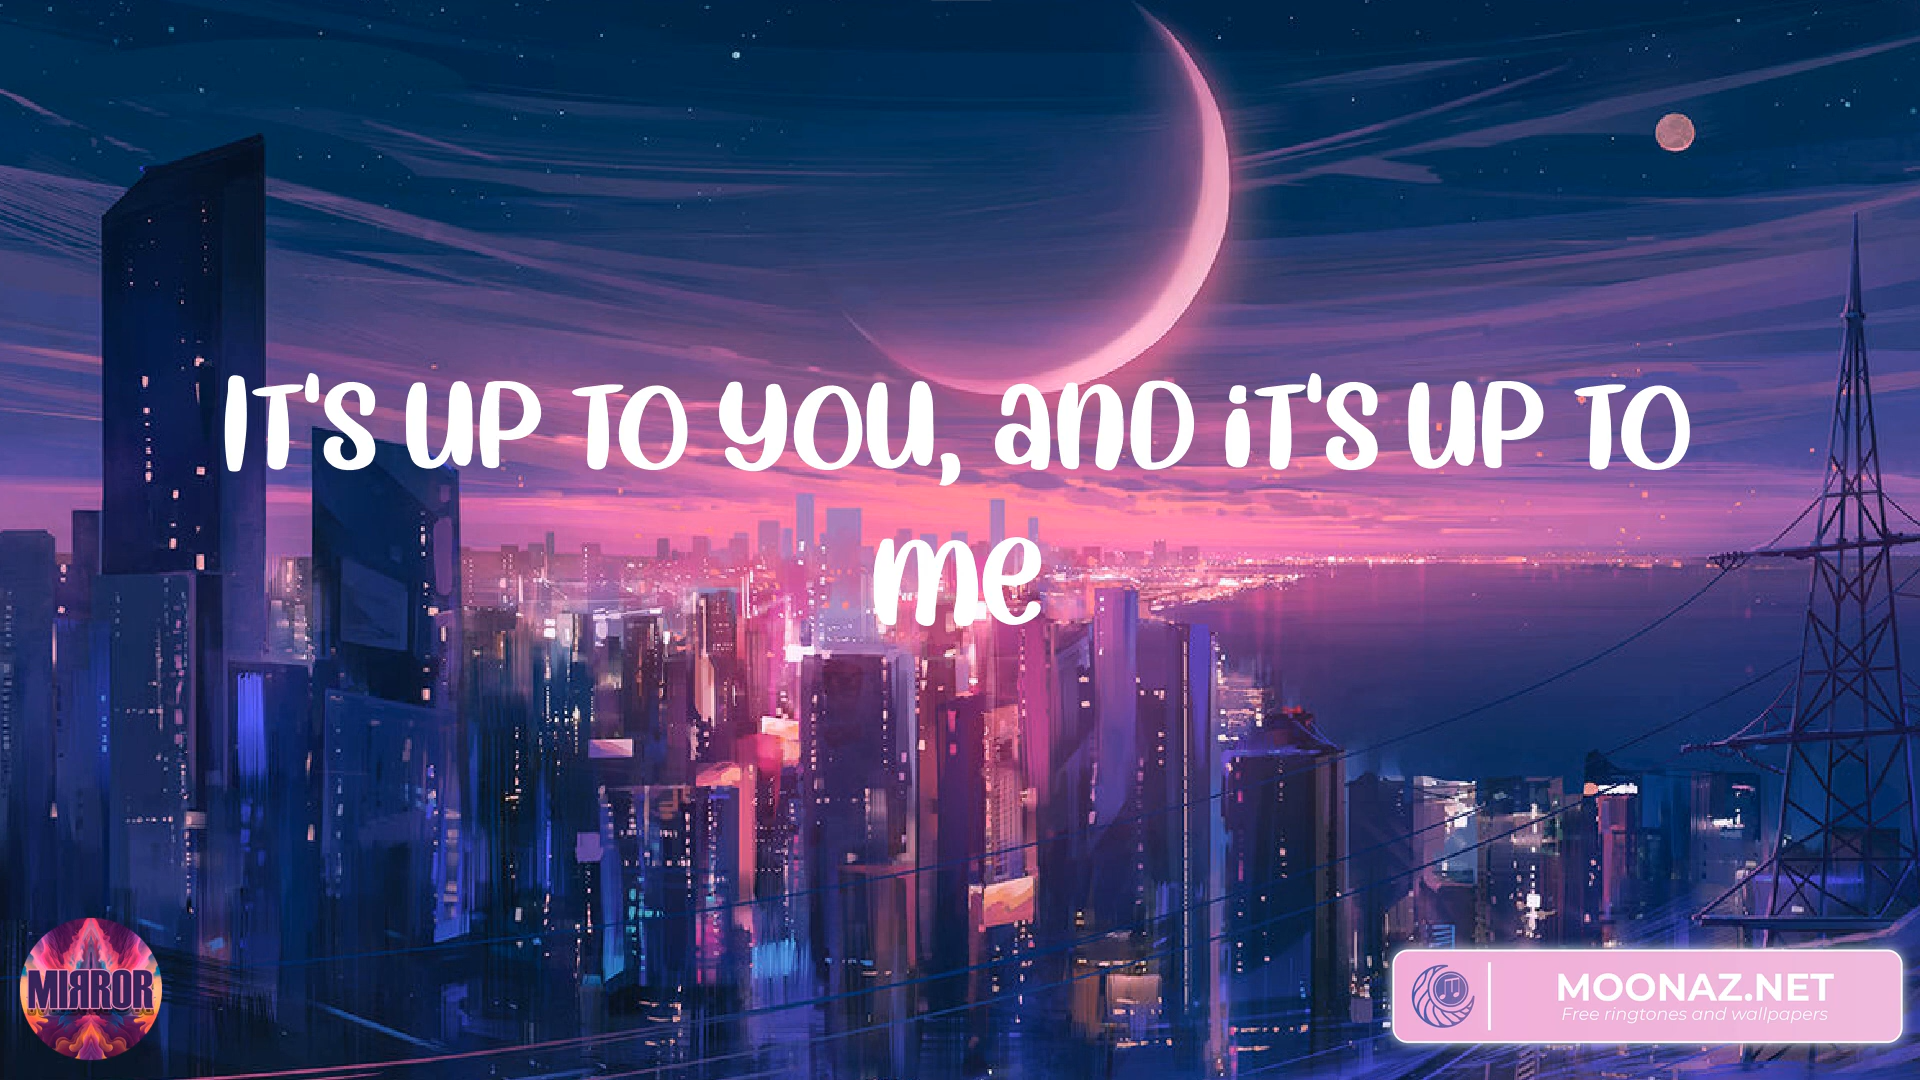 It's up to you, and it's up to
me
MIRROR
MOONAZ.NET
Free ringtones and wallpapers